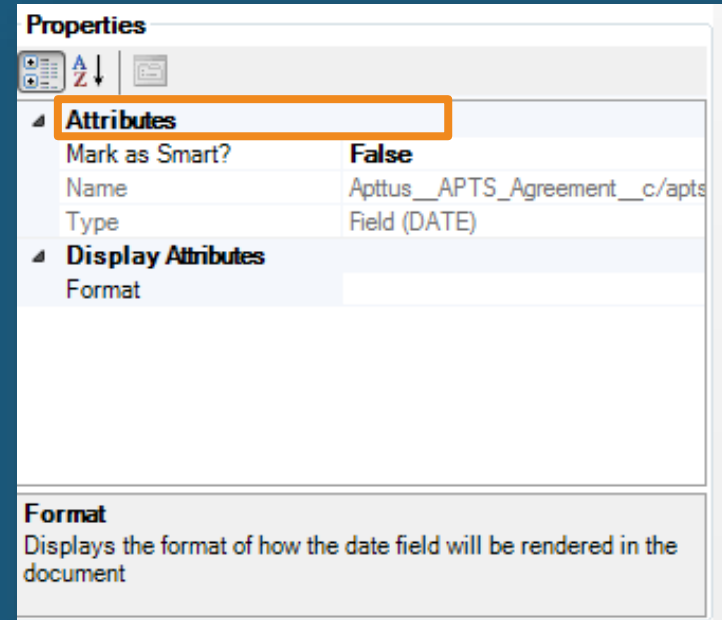 Properties
A
Z
Attributes
Mark as Smart? False
Name Apttus__APTS_Agreement__c/apts
Type Field (DATE)
Display Attributes
Format
Format
Displays the format of how the date field will be rendered in the
document